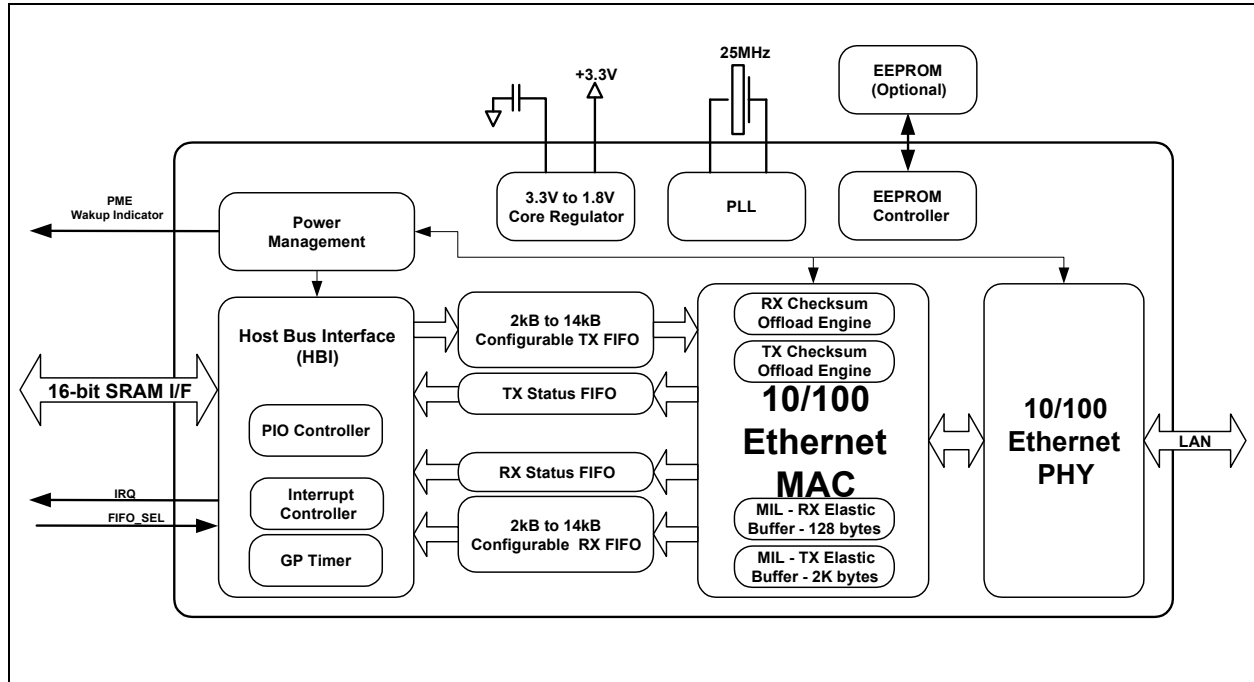 25MHz
+3.3V
EEPROM
(Optional)
3.3V to 1.8V
Core Regulator
PLL
EEPROM
Controller
PME
Wakup Indicator
Power
Management
Host Bus Interface
(HBI)
2kB to 14kB
Configurable TX FIFO
RX Checksum
Offload Engine
TX Checksum
Offload Engine
16-bit SRAM I/F
TX Status FIFO
10/100
Ethernet
MAC
10/100
Ethernet
PHY
LAN
PIO Controller
RX Status FIFO
IRQ
FIFO_SEL
Interrupt
Controller
2kB to 14kB
Configurable RX FIFO
MIL - RX Elastic
Buffer - 128 bytes
GP Timer
MIL - TX Elastic
Buffer - 2K bytes